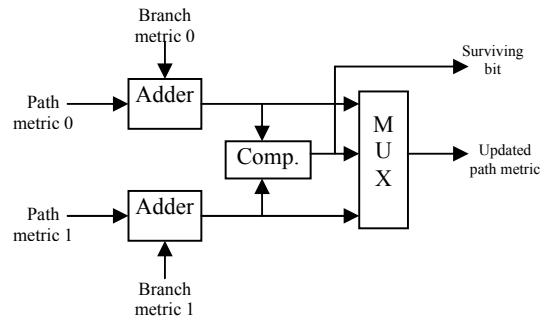 Branch
metric 0
Surviving
bit
Path
metric 0
Adder
Comp.
M
U
X
Updated
path metric
Path
metric 1
Adder
Branch
metric 1